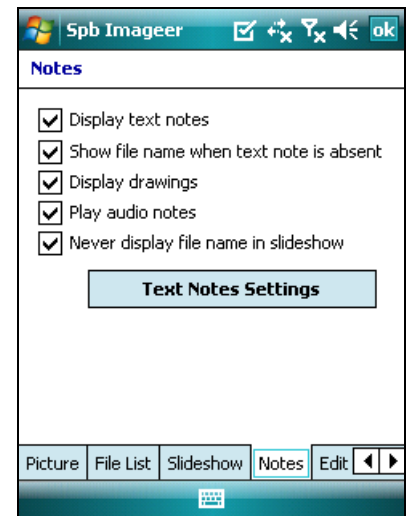 Spb Imageer ok
Notes
Display text notes
Show file name when text note is absent
Display drawings
Play audio notes
Never display file name in slideshow
Text Notes Settings
Picture File List Slideshow Notes Edit